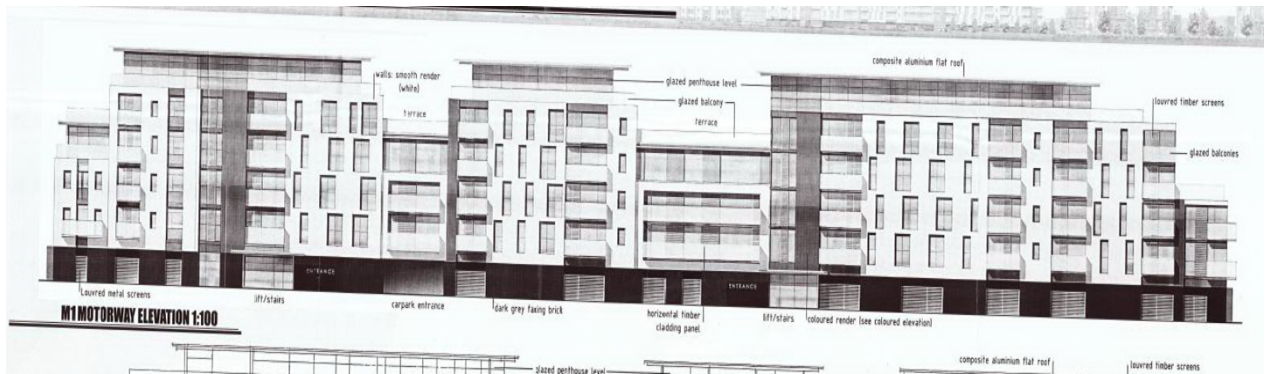 composite aluminium flat roof
walls: smooth render
(white)
glazed penthouse level
louvred timber screens
glazed balcony
terrace
terrace
glazed balconies
ENTRANCE
ENTRANCE
Louvred metal screens
lift/stairs
carpark entrance
dark grey faxing brick
horizontal timber
cladding panel
lift/stairs
coloured render (see coloured elevation)
M1 MOTORWAY ELEVATION 1:100
composite aluminium flat roof
louvred timber screens
glazed penthouse level